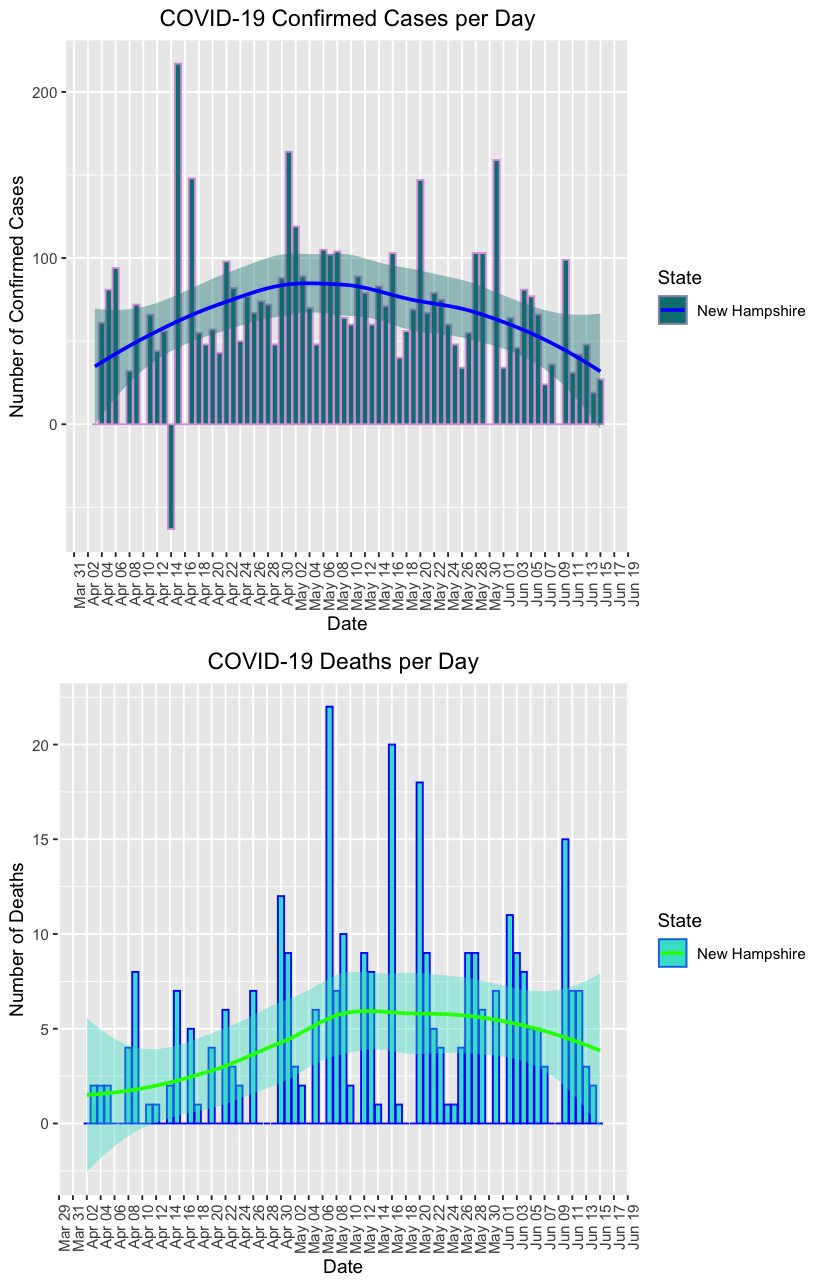 COVID-19 Confirmed Cases per Day
Number of Confirmed Cases
200
100
0
Mar 31
Apr 02
Apr 04
Apr 06
Apr 08
Apr 10
Apr 12
Apr 14
Apr 16
Apr 18
Apr 20
Apr 22
Apr 24
Apr 26
Apr 28
Apr 30
May 02
May 04
May 06
May 08
May 10
May 12
May 14
May 16
May 18
May 20
May 22
May 24
May 26
May 28
May 30
Jun 01
Jun 03
Jun 05
Jun 07
Jun 09
Jun 11
Jun 13
Jun 15
Jun 17
Jun 19
Date
State
New Hampshire
COVID-19 Deaths per Day
Number of Deaths
20
15
10
5
0
Mar 29
Mar 31
Apr 02
Apr 04
Apr 06
Apr 08
Apr 10
Apr 12
Apr 14
Apr 16
Apr 18
Apr 20
Apr 22
Apr 24
Apr 26
Apr 28
Apr 30
May 02
May 04
May 06
May 08
May 10
May 12
May 14
May 16
May 18
May 20
May 22
May 24
May 26
May 28
May 30
Jun 01
Jun 03
Jun 05
Jun 07
Jun 09
Jun 11
Jun 13
Jun 15
Jun 17
Jun 19
Date
State
New Hampshire